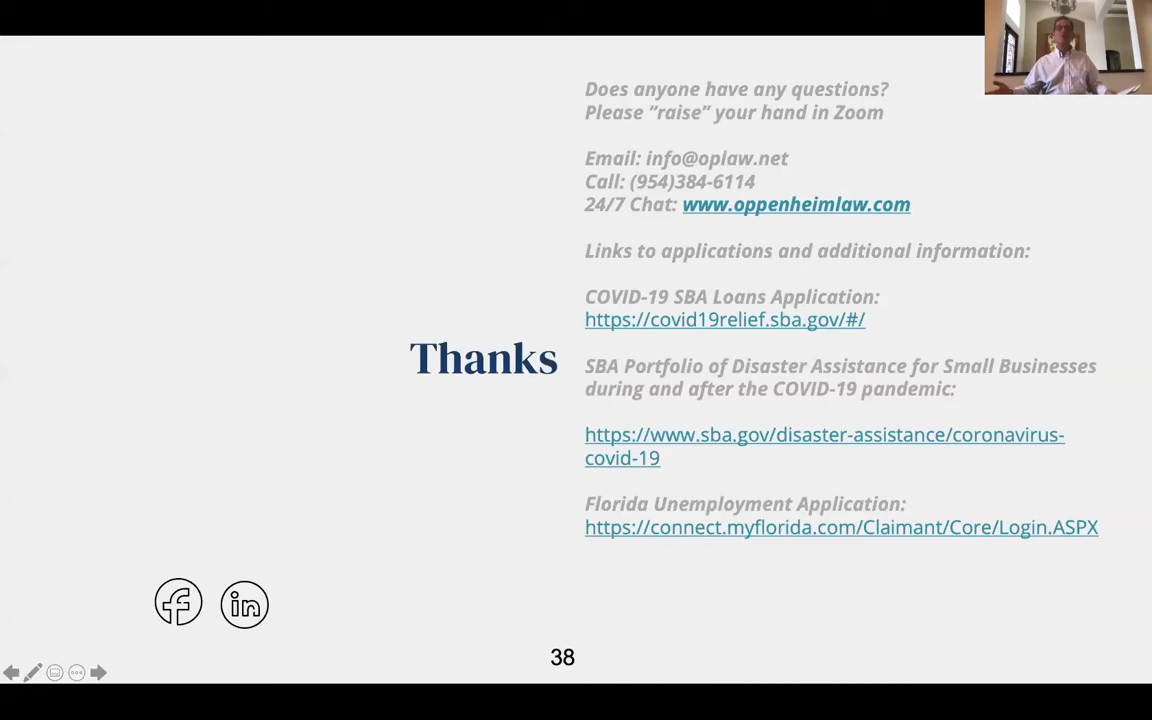 Does anyone have any questions?
Please “raise” your hand in Zoom
Email: info@oplaw.net
Call: (954)384-6114
24/7 Chat: www.oppenheimlaw.com
Links to applications and additional information:
COVID-19 SBA Loans Application:
https://covid19relief.sba.gov/#/
Thanks
SBA Portfolio of Disaster Assistance for Small Businesses
during and after the COVID-19 pandemic:
https://www.sba.gov/disaster-assistance/coronavirus-
covid-19
Florida Unemployment Application:
https://connect.myflorida.com/Claimant/Core/Login.ASPX
f in
38